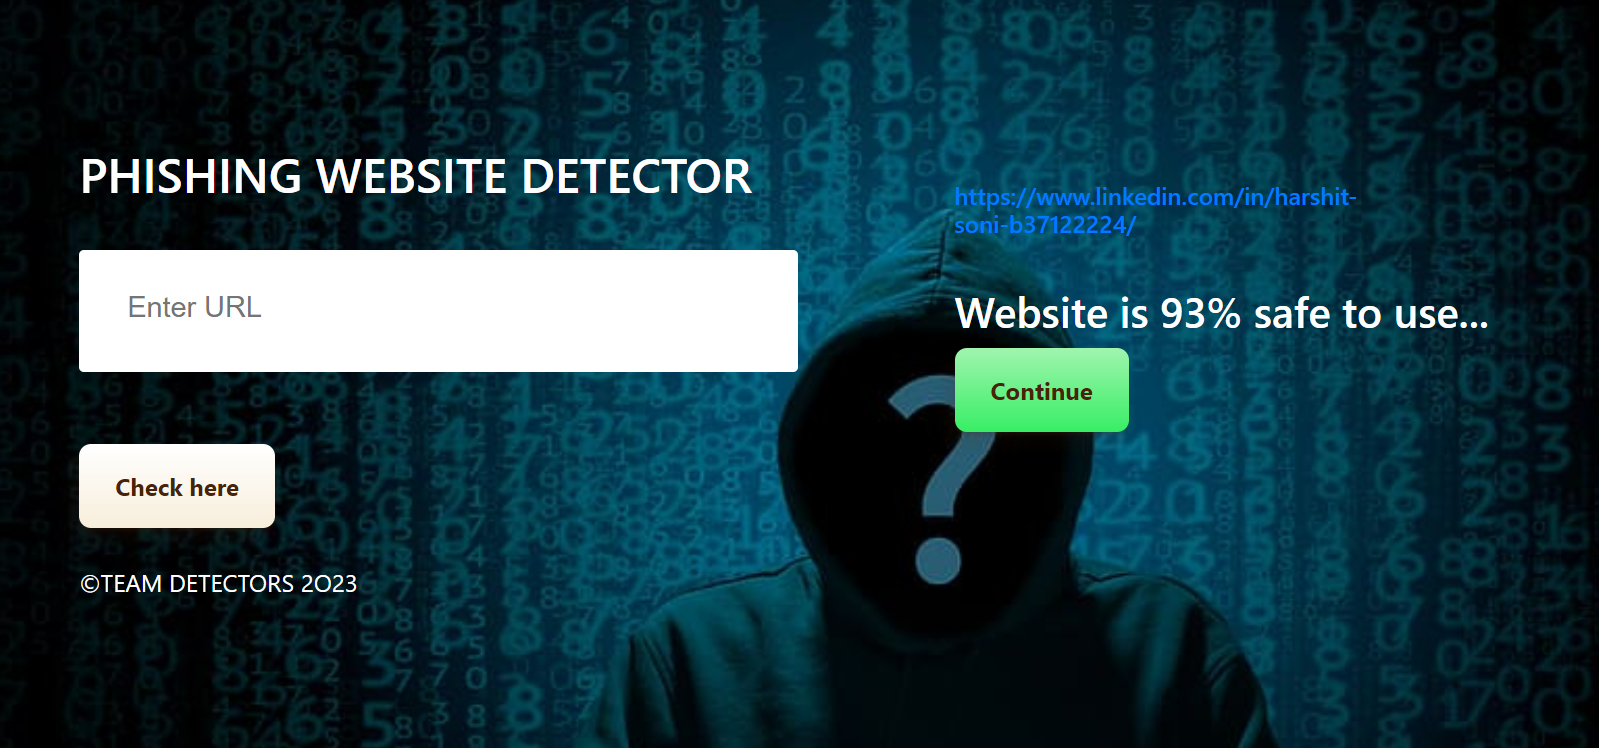 PHISHING WEBSITE DETECTOR
Enter URL
Check here
©TEAM DETECTORS 2O23
https://www.linkedin.com/in/harshit-
soni-b37122224/
Website is 93% safe to use...
Continue
?